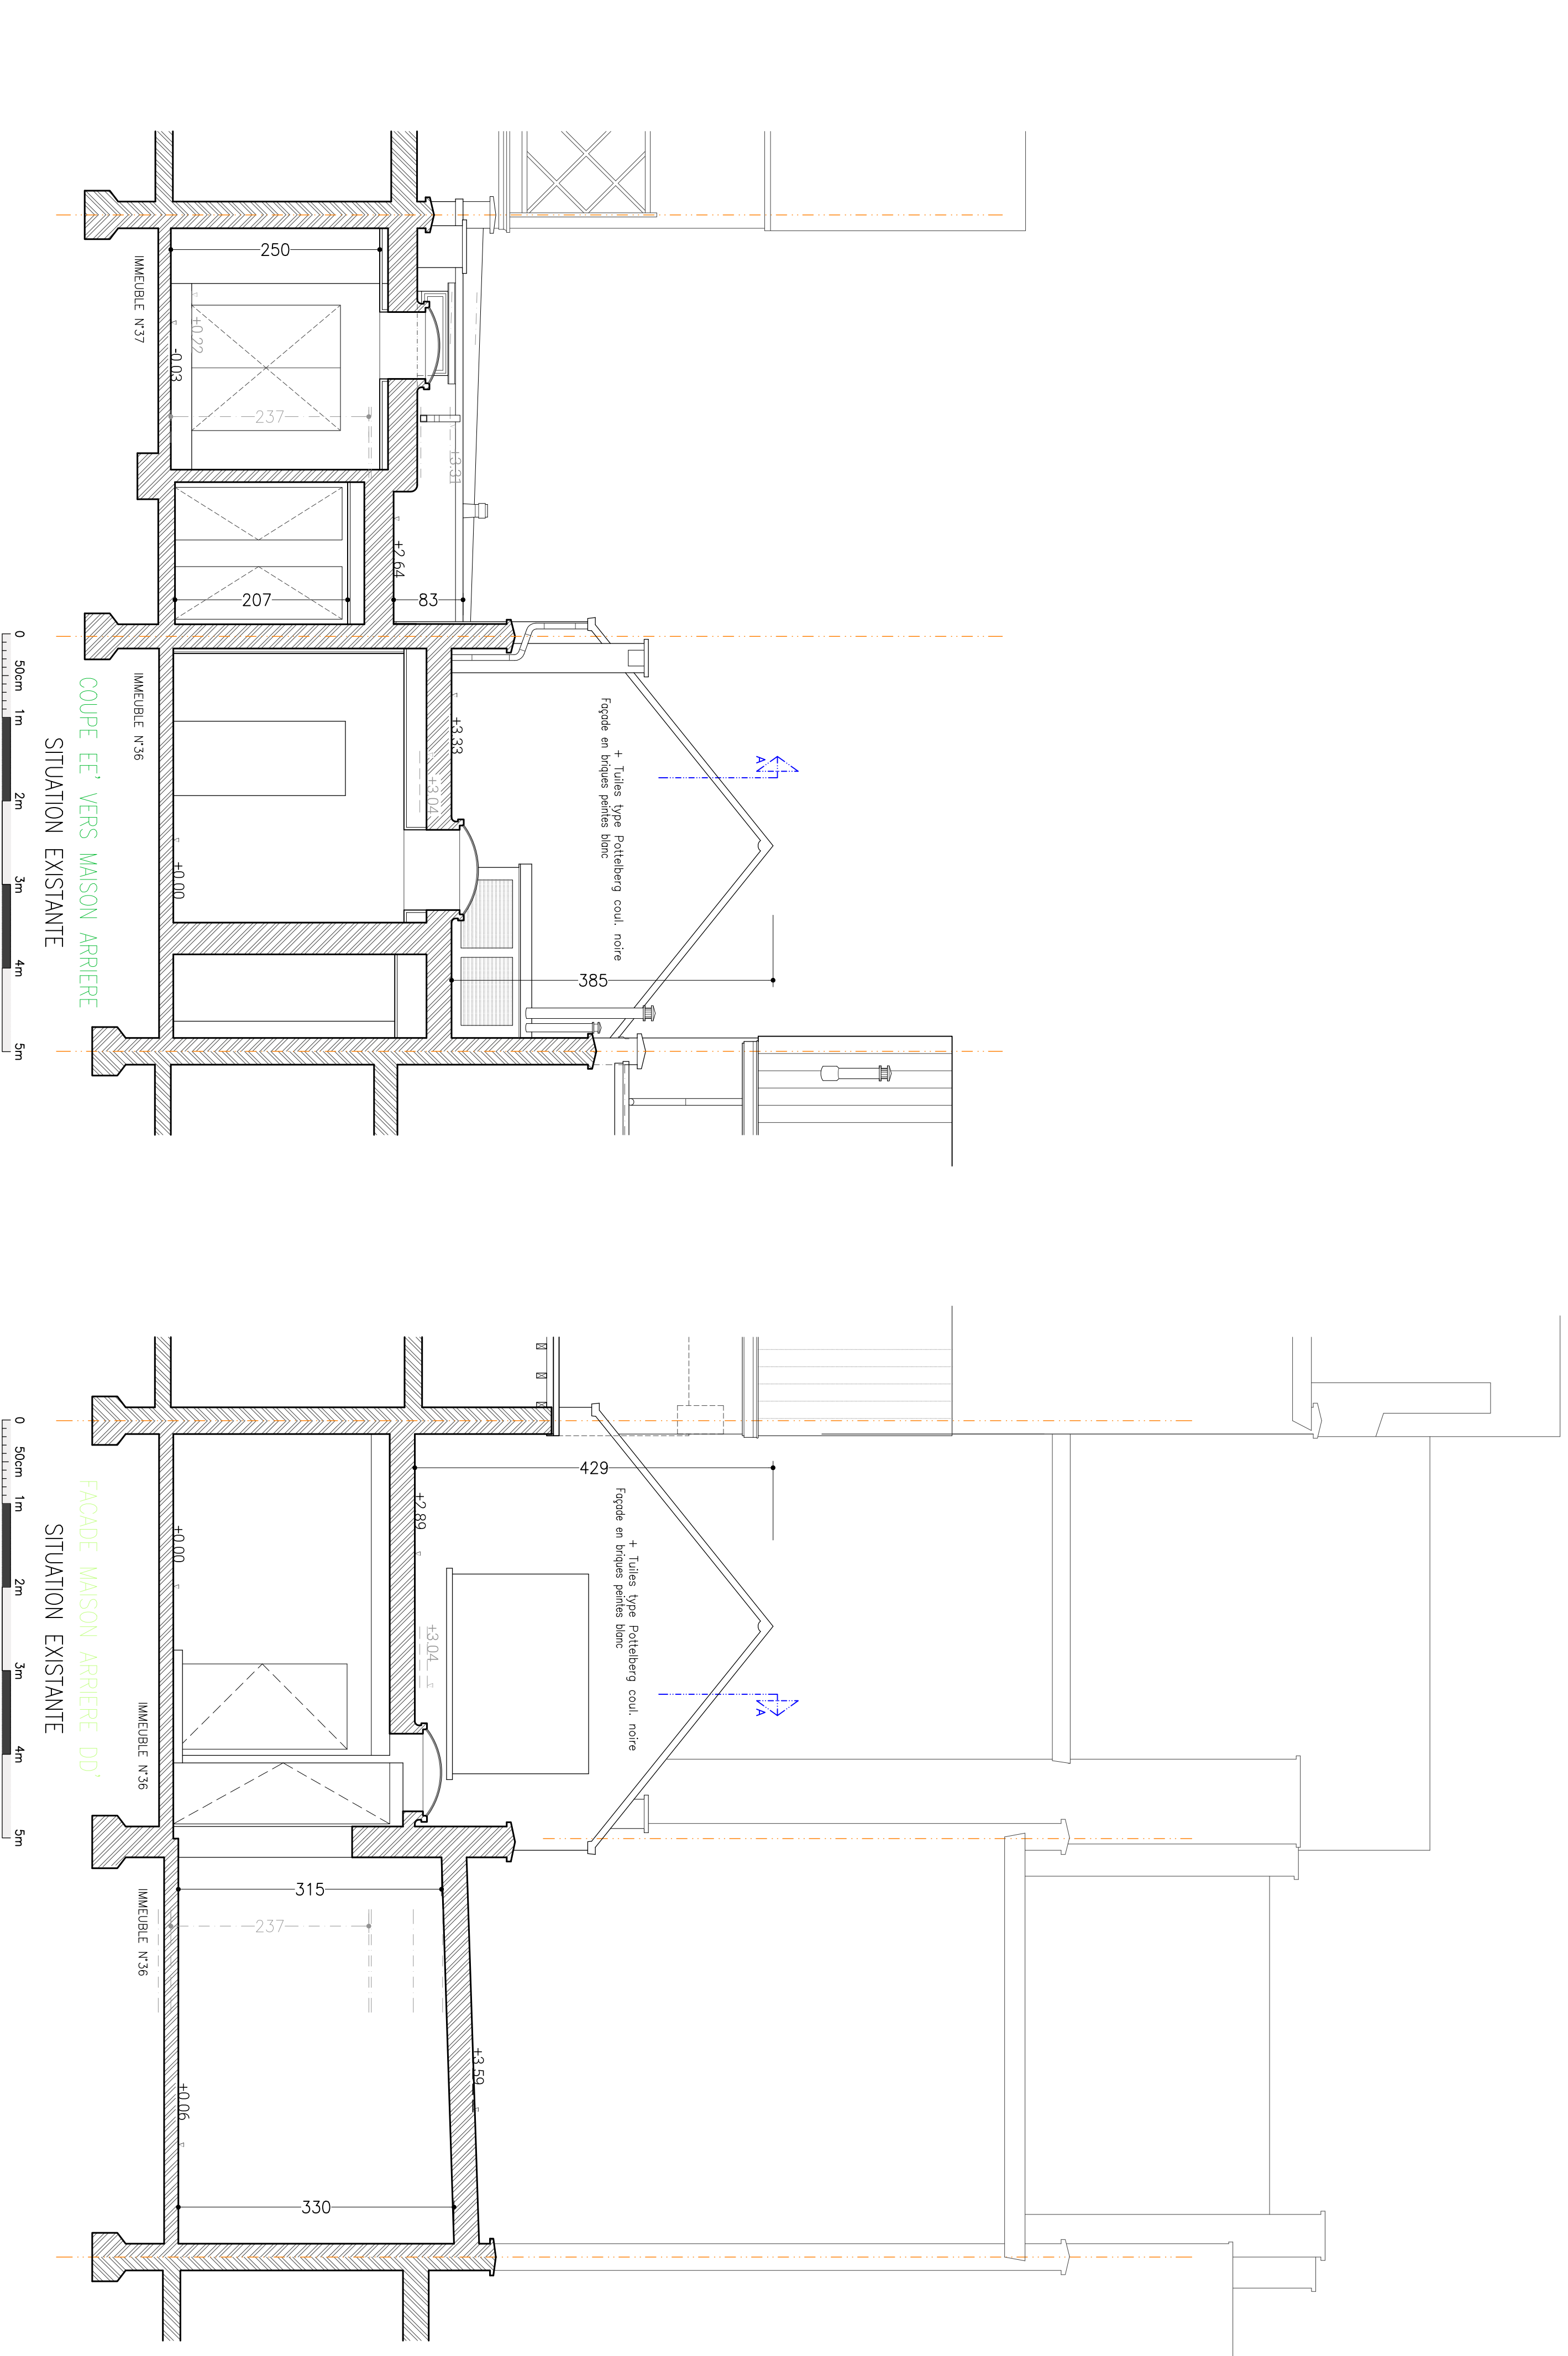 250
IMMEUBLE N°37
+0.22
-0.03
237
+3.31
+2.64
207
83
IMMEUBLE N°36
+3.33
+3.04
+0.00
Façade en briques peintes blanc
+ Tuiles type Pottelberg coul. noire
A
385
0 50cm 1m 2m 3m 4m 5m
COUPE EE' VERS MAISON ARRIERE
SITUATION EXISTANTE
429
+2.89
+0.00
+3.04
Façade en briques peintes blanc
+ Tuiles type Pottelberg coul. noire
A
IMMEUBLE N°36
315
237
IMMEUBLE N°36
+3.59
+0.06
330
0 50cm 1m 2m 3m 4m 5m
FACADE MAISON ARRIERE DD'
SITUATION EXISTANTE